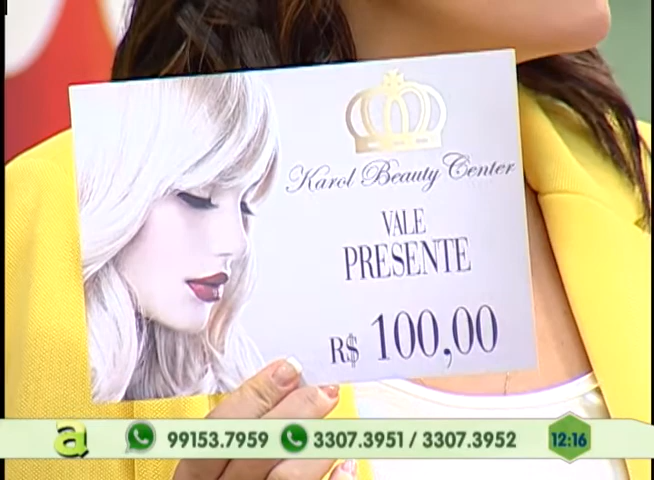 Karol Beauty Center
VALE
PRESENTE
R$ 100,00
a 99153.7959 3307.3951 / 3307.3952 12:16